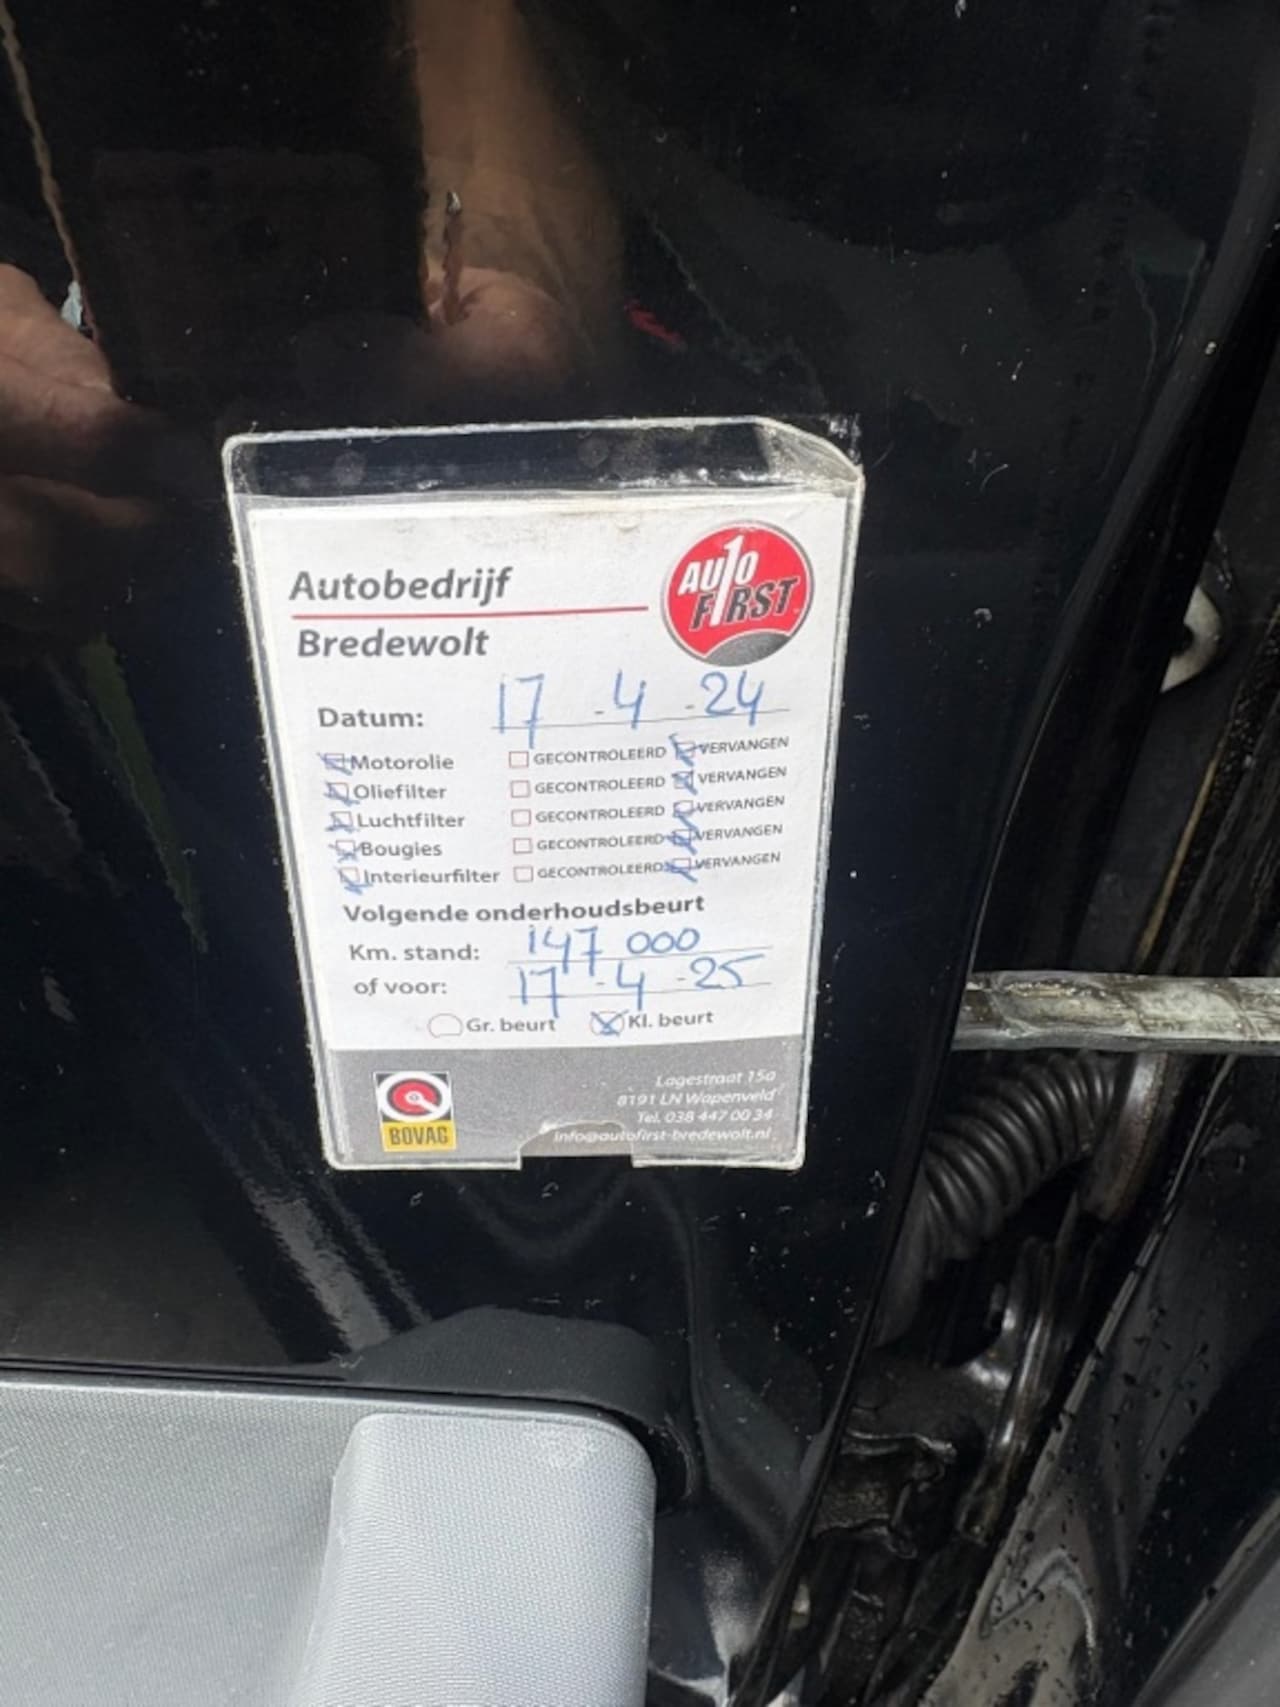 Autobedrijf
AUTO
F1RST
Bredewolt
Datum: 17 - 4 - 24
Motorolie GECONTROLEERD VERVANGEN
Oliefilter GECONTROLEERD VERVANGEN
Luchtfilter GECONTROLEERD VERVANGEN
Bougies GECONTROLEERD VERVANGEN
Interieurfilter GECONTROLEERD VERVANGEN
Volgende onderhoudsbeurt
Km. stand: 147 000
of voor: 17 - 4 - 25
Gr. beurt Kl. beurt
Lagestraat 15a
8191 LN Wapenveld
Tel. 038 447 00 34
info@autofirst-bredewolt.nl
BOVAG